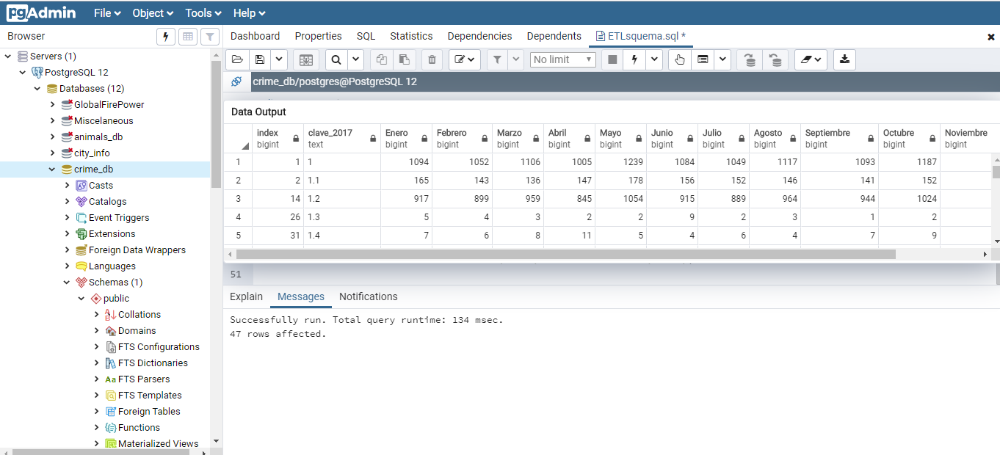 pgAdmin File Object Tools Help
Browser
Dashboard Properties SQL Statistics Dependencies Dependents ETLsquema.sql *
No limit
crime_db/postgres@PostgreSQL 12
Servers (1)
PostgreSQL 12
Databases (12)
GlobalFirePower
Miscelaneous
animals_db
city_info
crime_db
Casts
Catalogs
Event Triggers
Extensions
Foreign Data Wrappers
Languages
Schemas (1)
public
Collations
Domains
FTS Configurations
FTS Dictionaries
FTS Parsers
FTS Templates
Foreign Tables
Functions
Materialized Views
Data Output
index clave_2017 Enero Febrero Marzo Abril Mayo Junio Julio Agosto Septiembre Octubre Noviembre
bigint text bigint bigint bigint bigint bigint bigint bigint bigint bigint bigint bigint
1 1 1 1094 1052 1106 1005 1239 1084 1049 1117 1093 1187
2 2 1.1 165 143 136 147 178 156 152 146 141 152
3 14 1.2 917 899 959 845 1054 915 889 964 944 1024
4 26 1.3 5 4 3 2 2 9 2 3 1 2
5 31 1.4 7 6 8 11 5 4 6 4 7 9
51
Explain Messages Notifications
Successfully run. Total query runtime: 134 msec.
47 rows affected.